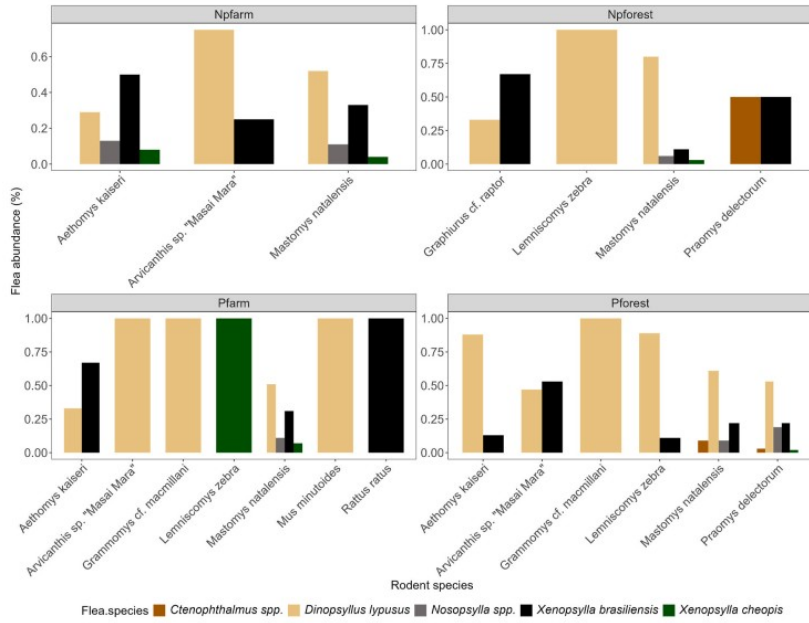 Npfarm
Npforest
0.6
0.4
0.2
0.0
1.00
0.75
0.50
0.25
0.00
Aethomys kaiseri
Arvicanthis sp. "Masai Mara"
Mastomys natalensis
Graphiurus cf. raptor
Lemniscomys zebra
Mastomys natalensis
Praomys delectorum
Flea abundance (%)
Pfarm
Pforest
1.00
0.75
0.50
0.25
0.00
1.00
0.75
0.50
0.25
0.00
Aethomys kaiseri
Arvicanthis sp. "Masai Mara"
Grammomys cf. macmillani
Lemniscomys zebra
Mastomys natalensis
Mus minutoides
Rattus ratus
Aethomys kaiseri
Arvicanthis sp. "Masai Mara"
Grammomys cf. macmillani
Lemniscomys zebra
Mastomys natalensis
Praomys delectorum
Rodent species
Flea.species Ctenophthalmus spp. Dinopsyllus lypusus Nosopsylla spp. Xenopsylla brasiliensis Xenopsylla cheopis